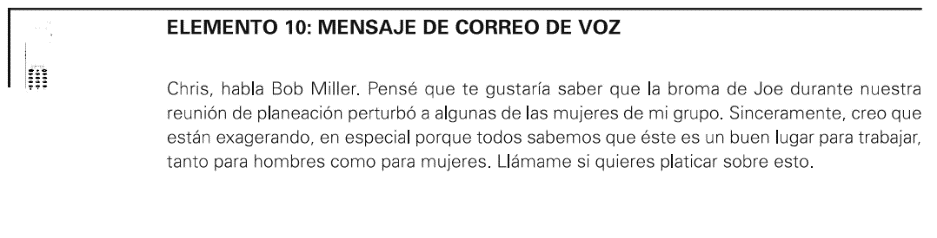 ELEMENTO 10: MENSAJE DE CORREO DE VOZ
Chris, habla Bob Miller. Pensé que te gustaría saber que la broma de Joe durante nuestra
reunión de planeación perturbó a algunas de las mujeres de mi grupo. Sinceramente, creo que
están exagerando, en especial porque todos sabemos que éste es un buen lugar para trabajar,
tanto para hombres como para mujeres. Llámame si quieres platicar sobre esto.